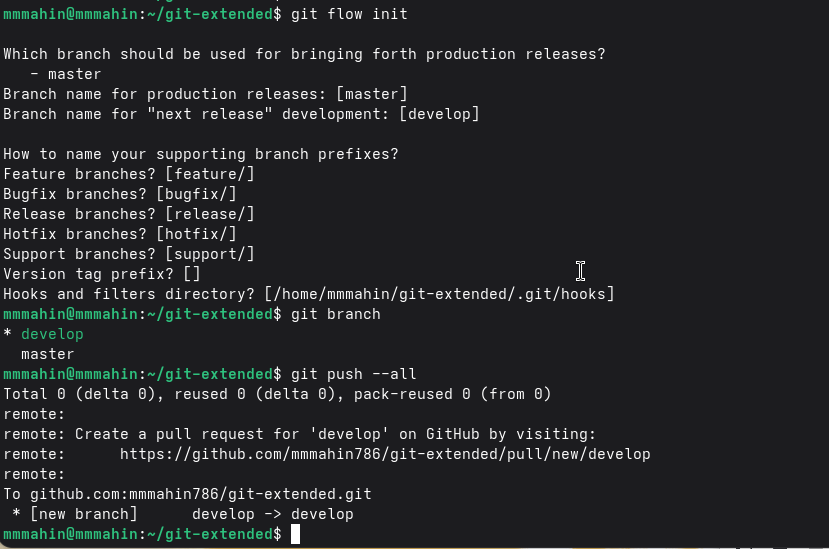 mmmahin@mmmahin:~/git-extended$ git flow init
Which branch should be used for bringing forth production releases?
   - master
Branch name for production releases: [master]
Branch name for "next release" development: [develop]
How to name your supporting branch prefixes?
Feature branches? [feature/]
Bugfix branches? [bugfix/]
Release branches? [release/]
Hotfix branches? [hotfix/]
Support branches? [support/]
Version tag prefix? []
Hooks and filters directory? [/home/mmmahin/git-extended/.git/hooks]
mmmahin@mmmahin:~/git-extended$ git branch
* develop
  master
mmmahin@mmmahin:~/git-extended$ git push --all
Total 0 (delta 0), reused 0 (delta 0), pack-reused 0 (from 0)
remote:
remote: Create a pull request for 'develop' on GitHub by visiting:
remote:      https://github.com/mmmahin786/git-extended/pull/new/develop
remote:
To github.com:mmmahin786/git-extended.git
 * [new branch]      develop -> develop
mmmahin@mmmahin:~/git-extended$